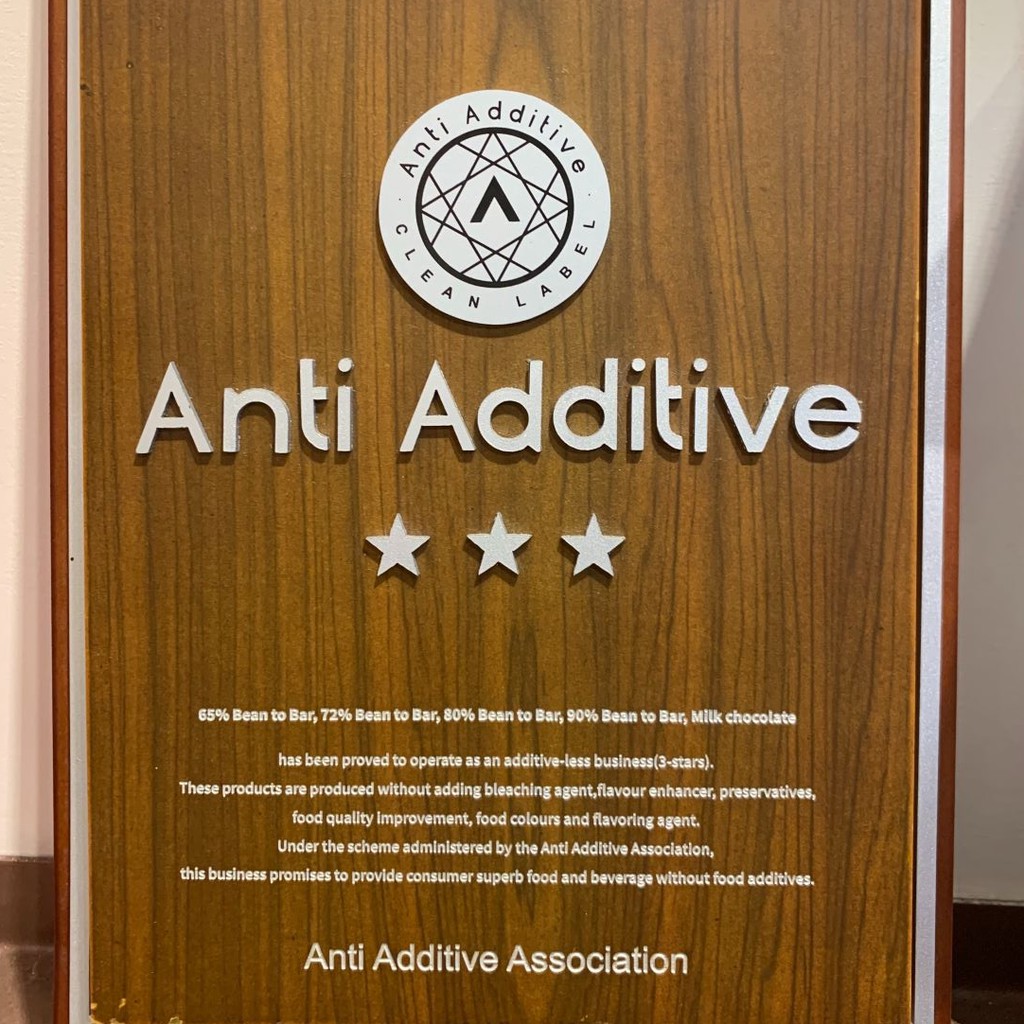 Anti Additive
CLEAN LABEL
Anti Additive
65% Bean to Bar, 72% Bean to Bar, 80% Bean to Bar, 90% Bean to Bar, Milk chocolate
has been proved to operate as an additive-less business(3-stars).
These products are produced without adding bleaching agent,flavour enhancer, preservatives,
food quality improvement, food colours and flavoring agent.
Under the scheme administered by the Anti Additive Association,
this business promises to provide consumer superb food and beverage without food additives.
Anti Additive Association